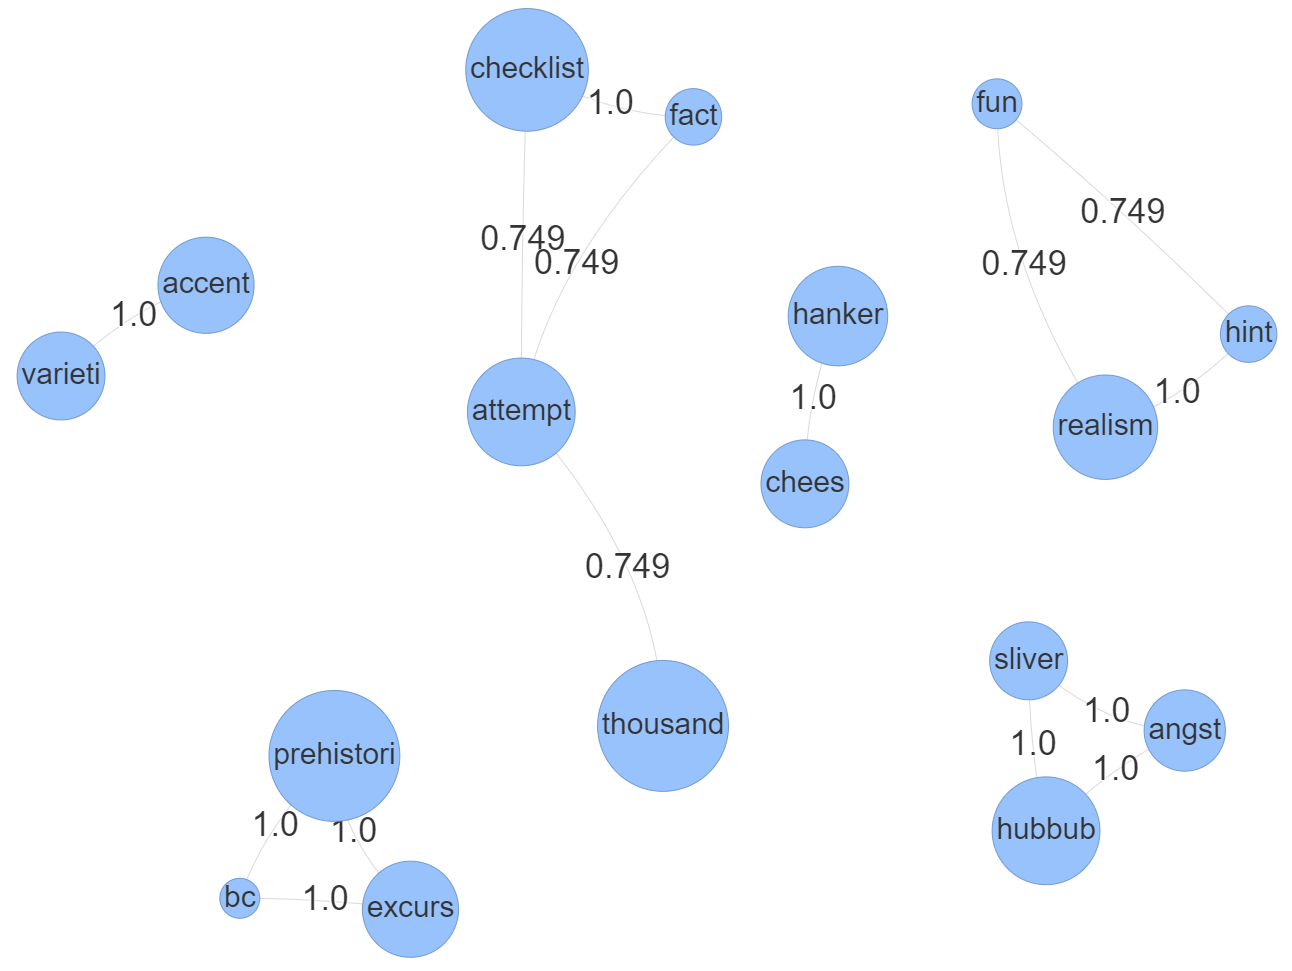 checklist
1.0
fact
fun
0.749
0.749
0.749
0.749
accent
1.0
varieti
hanker
hint
1.0
realism
1.0
attempt
chees
0.749
sliver
1.0
angst
1.0
1.0
hubbub
thousand
prehistori
1.0
1.0
bc
1.0
excurs